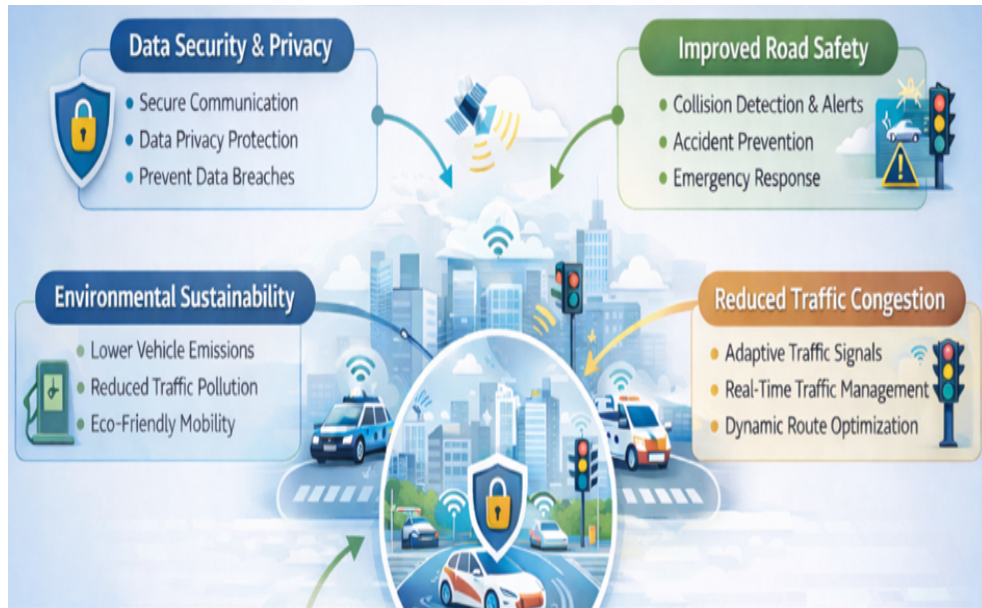 Data Security & Privacy
Secure Communication
Data Privacy Protection
Prevent Data Breaches
Improved Road Safety
Collision Detection & Alerts
Accident Prevention
Emergency Response
Environmental Sustainability
Lower Vehicle Emissions
Reduced Traffic Pollution
Eco-Friendly Mobility
Reduced Traffic Congestion
Adaptive Traffic Signals
Real-Time Traffic Management
Dynamic Route Optimization